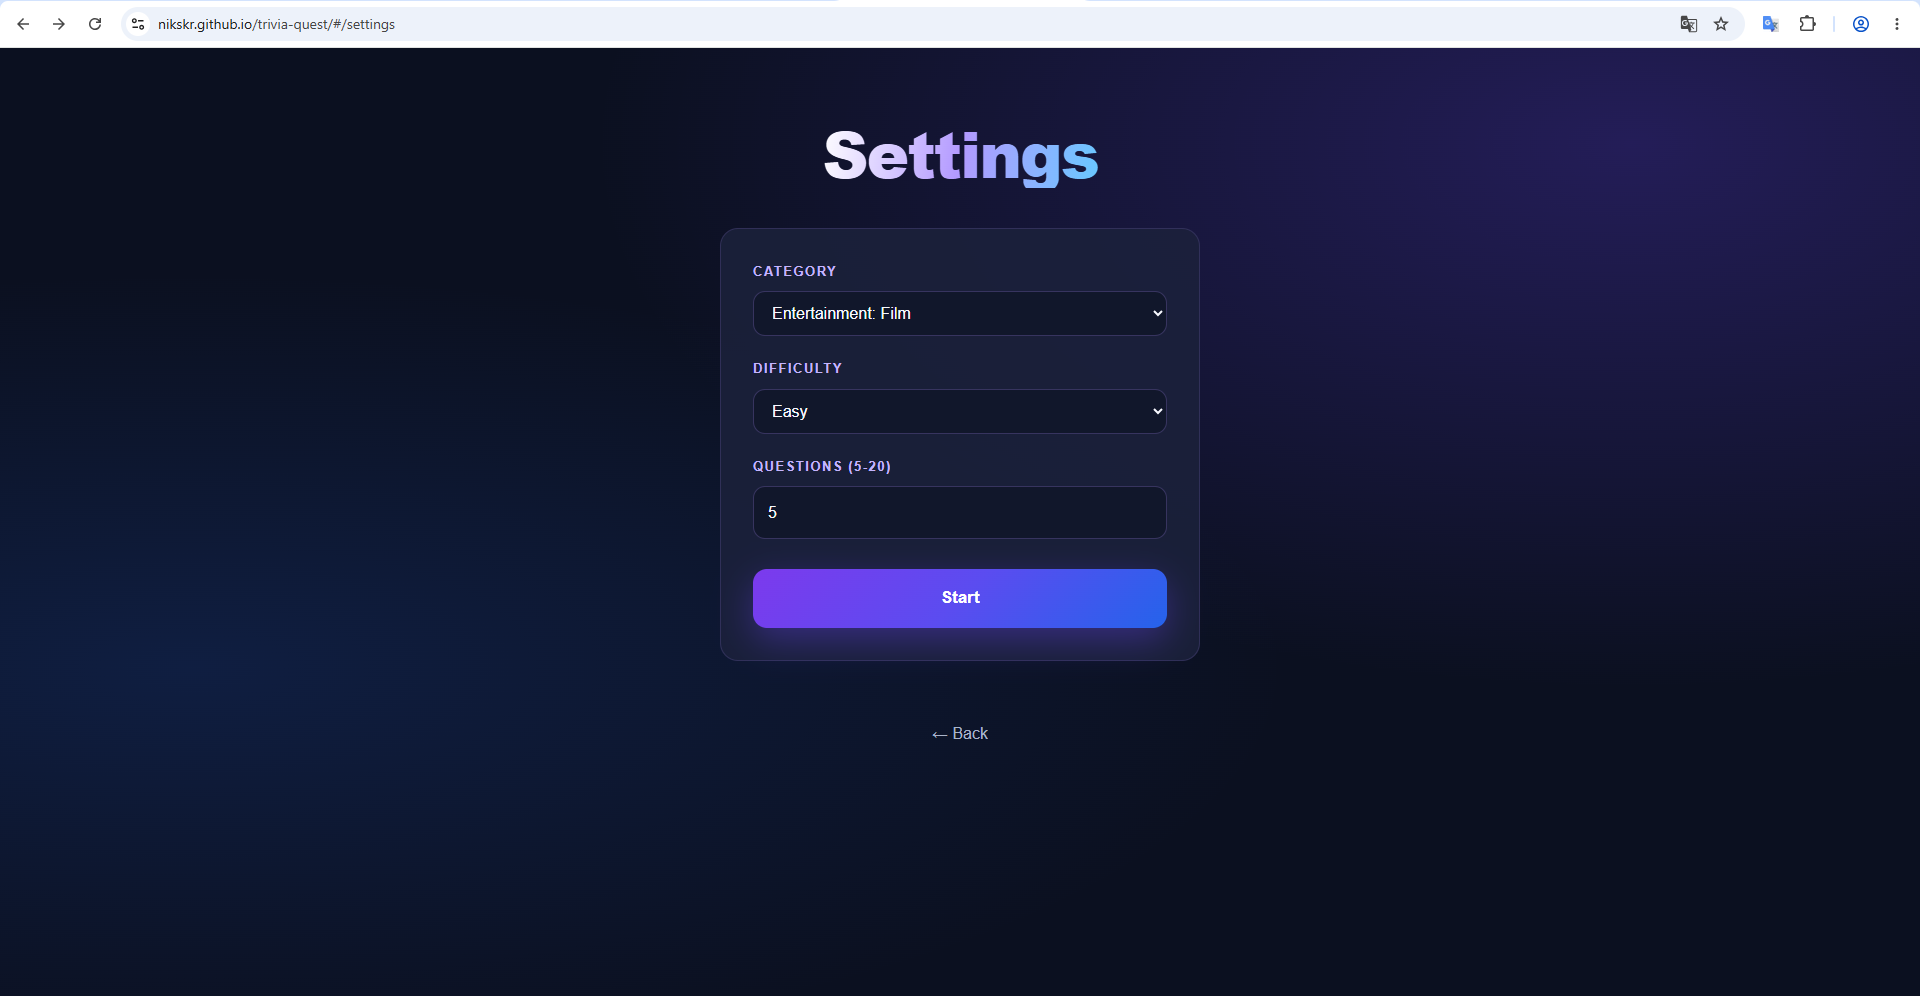 nikskr.github.io/trivia-quest/#/settings
Settings
CATEGORY
Entertainment: Film
DIFFICULTY
Easy
QUESTIONS (5-20)
5
Start
← Back